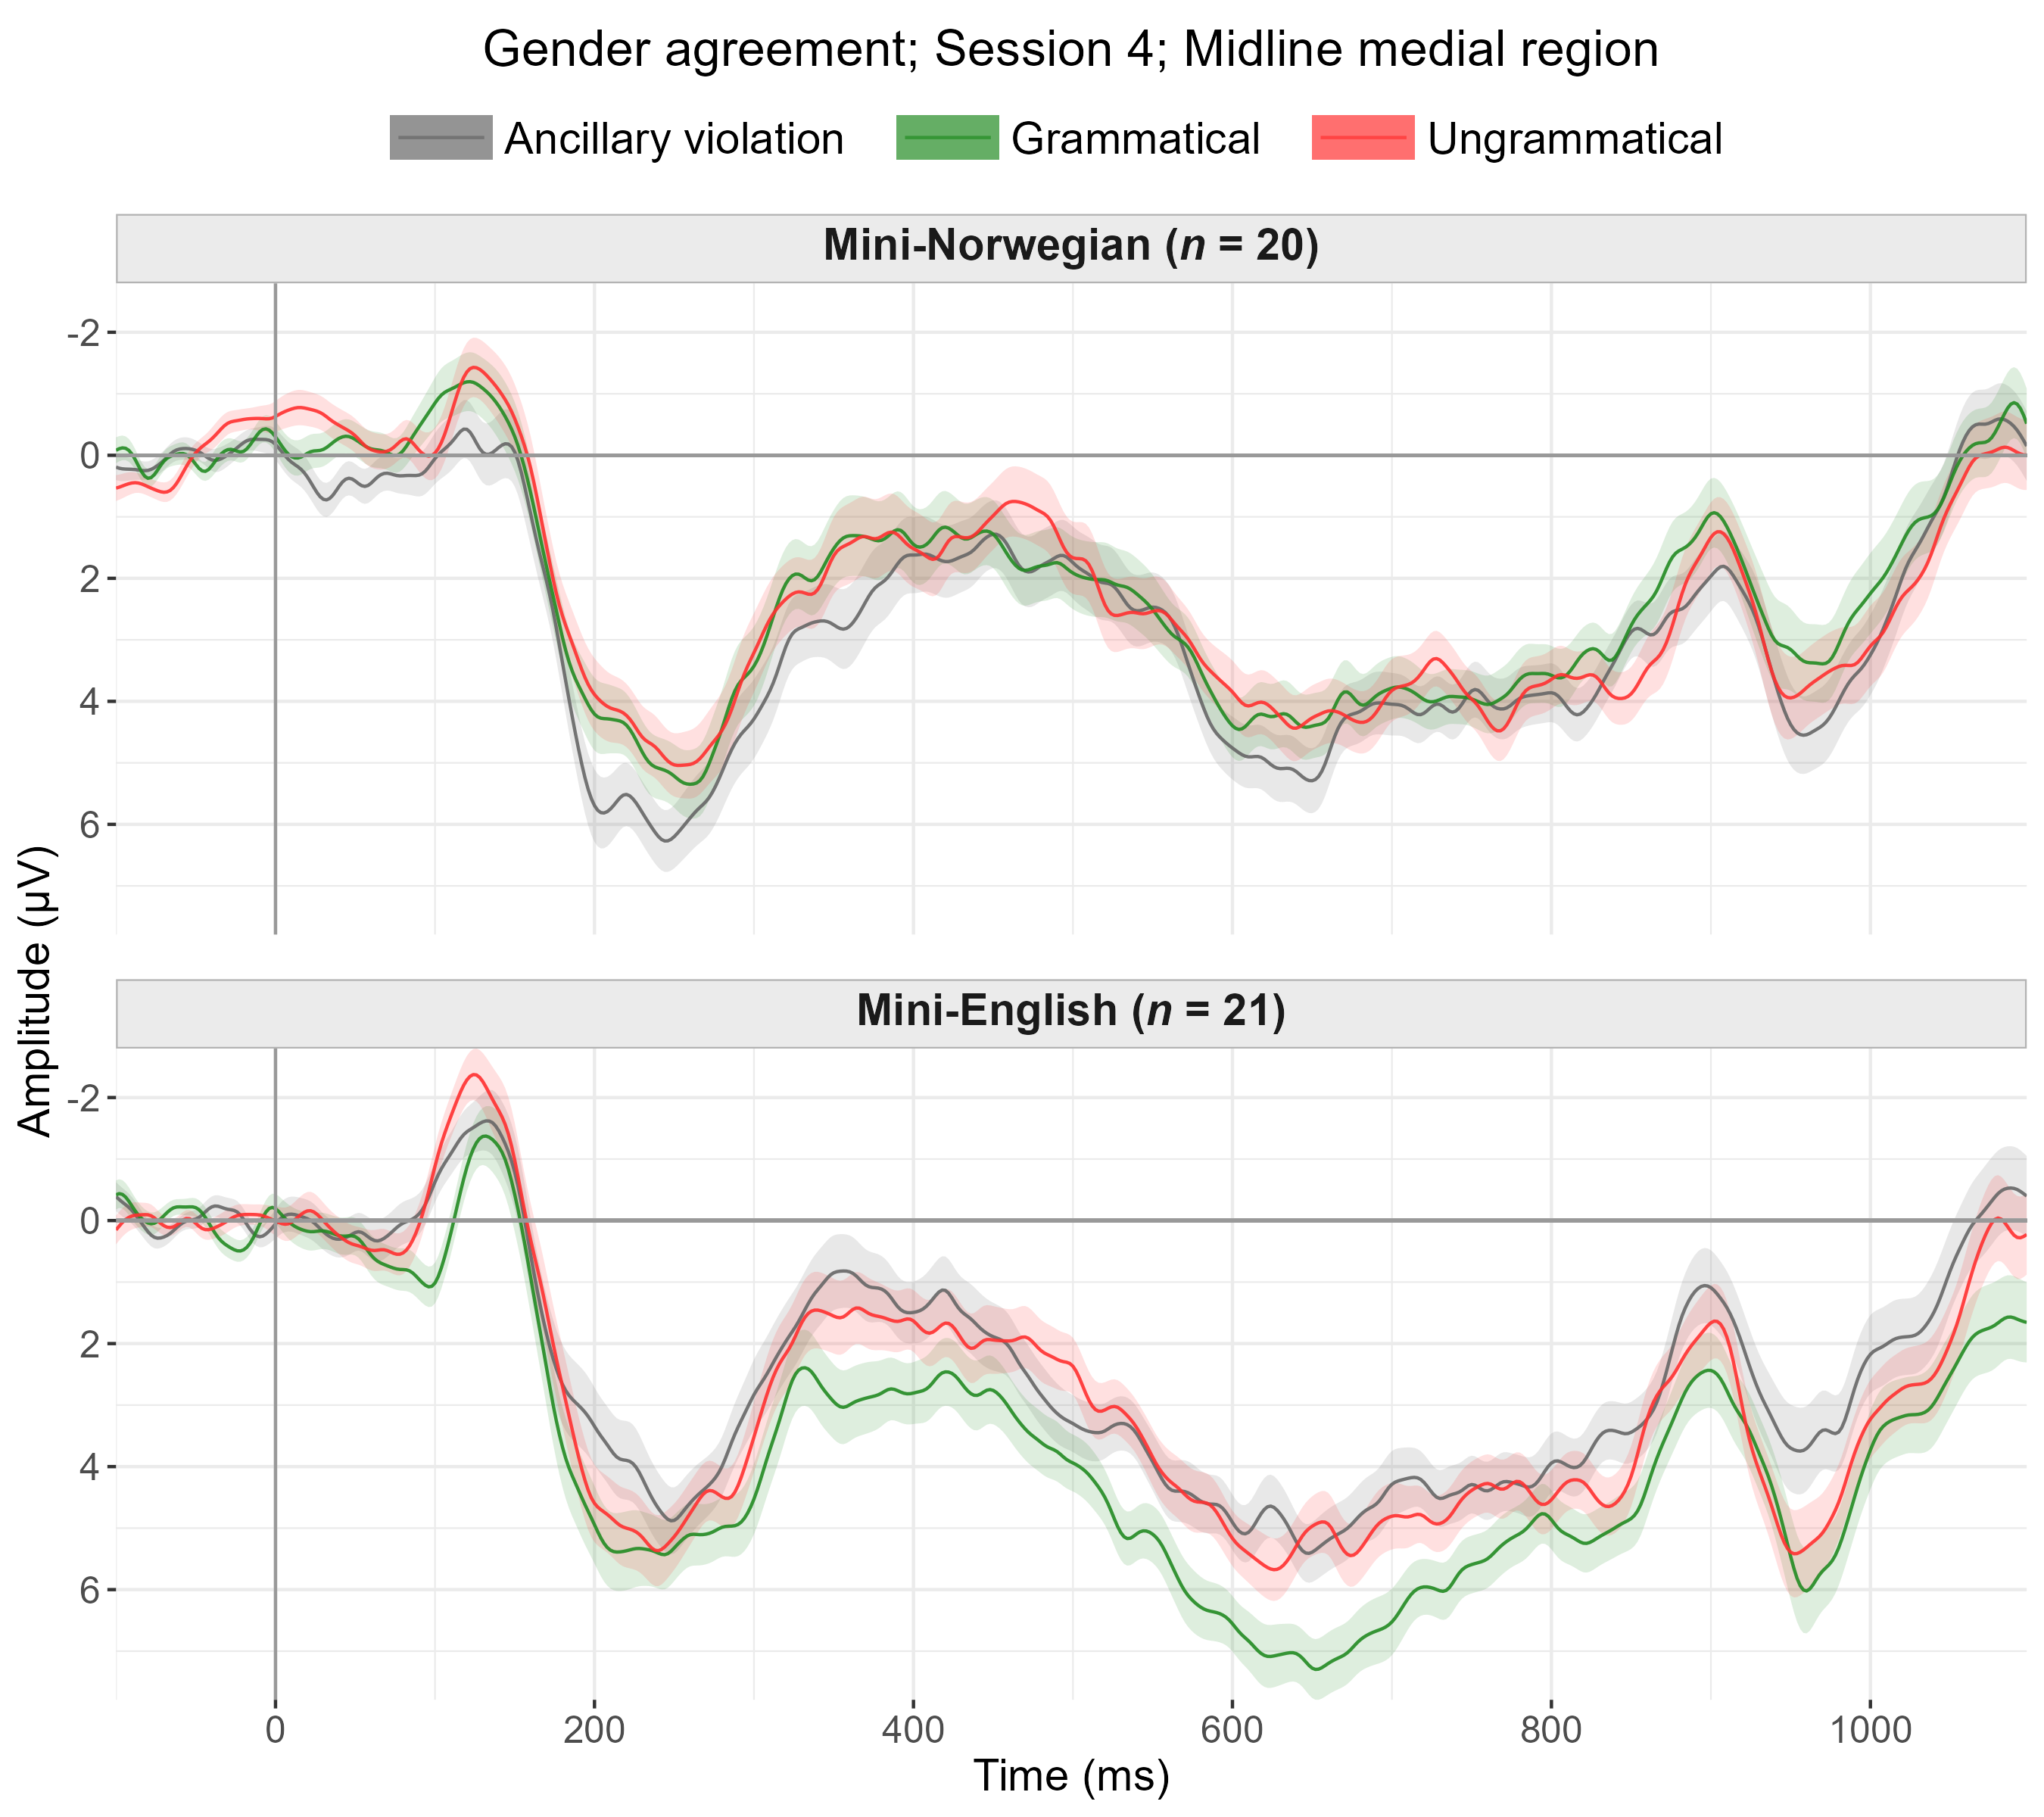 Gender agreement; Session 4; Midline medial region
Ancillary violation Grammatical Ungrammatical
Mini-Norwegian (n = 20)
-2
0
2
4
6
Mini-English (n = 21)
-2
0
2
4
6
Amplitude (µV)
0 200 400 600 800 1000
Time (ms)